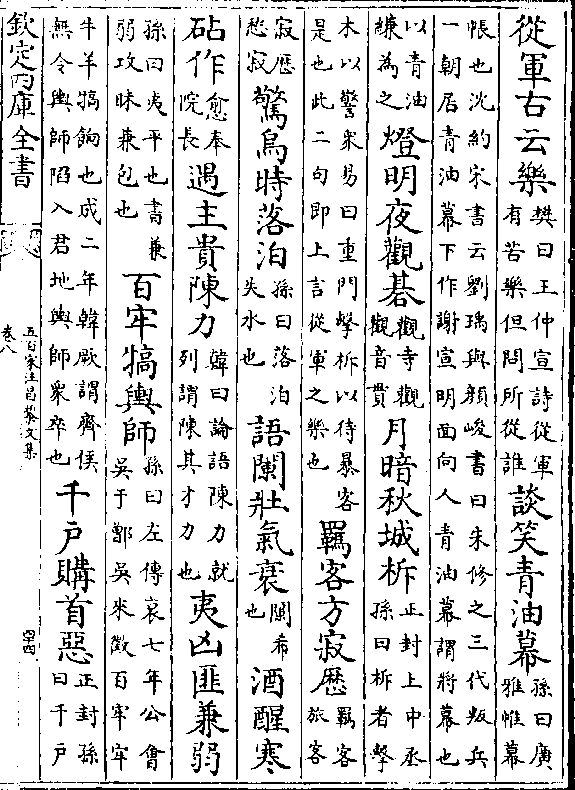 從軍古云樂
樊曰王仲宣詩從軍
有苦樂但問所從誰
談笑青油幕
孫曰廣
雅帷幕
帳也沈約宋書云劉瑀與顔峻書曰朱修之三代叛兵
一朝居青油幕下作謝宣明面向人青油幕謂將幕也
以青油
縑為之
燈明夜觀碁
觀寺觀
觀音貫
月暗秋城柝
正封上中丞
孫曰柝者擊
木以警衆易曰重門擊柝以待暴客
是也此二句即上言從軍之樂也
羈客方寂歴
羈客
旅客
寂歴
愁寂
驚烏時落泊
孫曰落泊
失水也
語闌壯氣衰
闌希
也
酒醒寒
砧作
愈奉
院長
遇主貴陳力
韓曰論語陳力就
列謂陳其才力也
夷凶匪兼弱
孫曰夷平也書兼
弱攻昧兼包也
百牢犒輿師
孫曰左傳哀七年公會
吳于鄫吳來徵百牢牢
牛羊犒餉也成二年韓厥謂齊侯
無令輿師陷入君地輿師衆卒也
千戸購首惡
正封孫
曰千戸
欽定四庫全書
五百家注昌黎文集
卷八